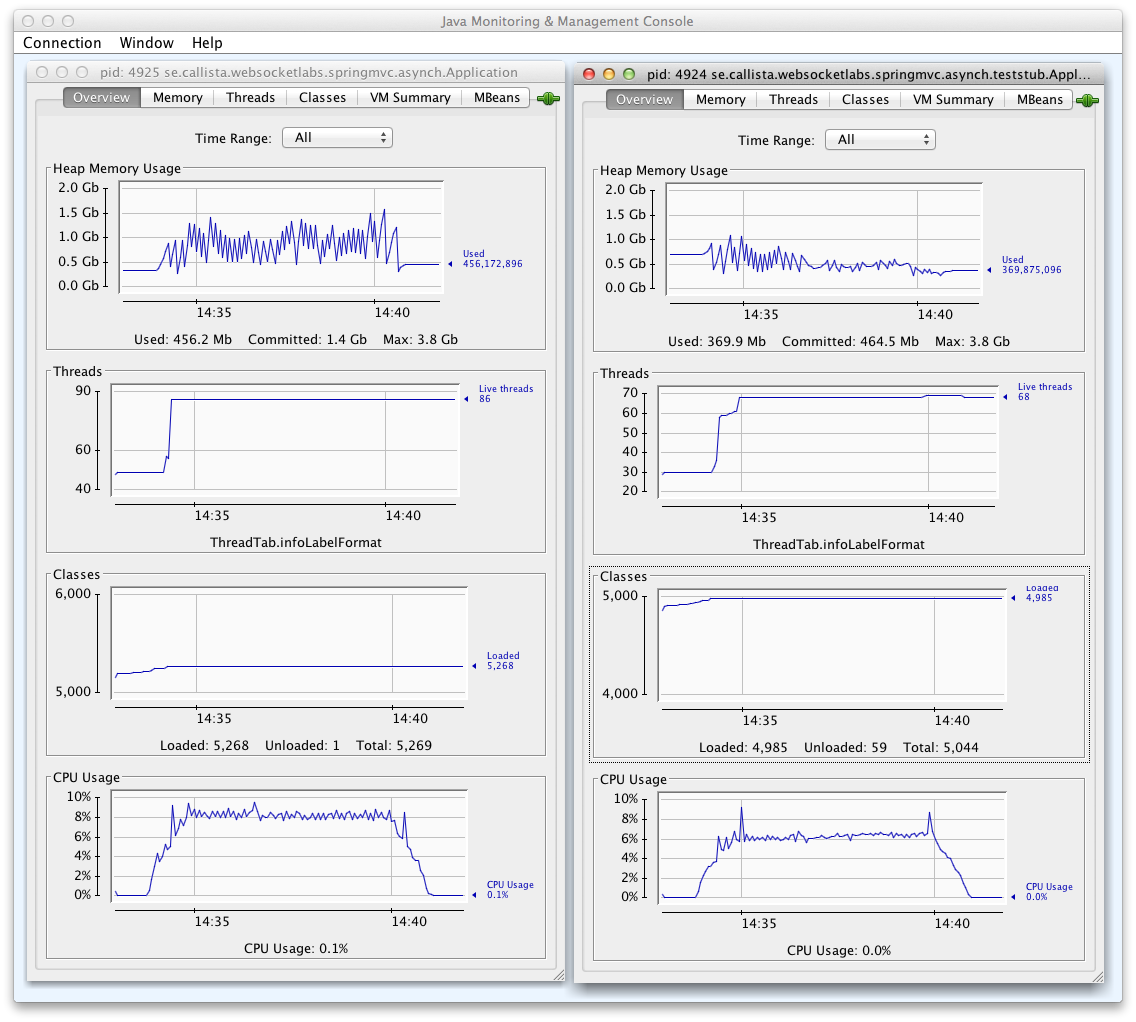 Java Monitoring & Management Console
Connection Window Help
pid: 4925 se.callista.websocketlabs.springmvc.asynch.Application
Overview Memory Threads Classes VM Summary MBeans
Time Range: All
Heap Memory Usage
2.0 Gb
1.5 Gb
1.0 Gb
0.5 Gb
0.0 Gb
Used
456,172,896
14:35 14:40
Used: 456.2 Mb Committed: 1.4 Gb Max: 3.8 Gb
Threads
90
60
40
Live threads
86
14:35 14:40
ThreadTab.infoLabelFormat
Classes
6,000
5,000
Loaded
5,268
14:35 14:40
Loaded: 5,268 Unloaded: 1 Total: 5,269
CPU Usage
10%
8%
6%
4%
2%
0%
CPU Usage
0.1%
14:35 14:40
CPU Usage: 0.1%
pid: 4924 se.callista.websocketlabs.springmvc.asynch.teststub.Appl...
Overview Memory Threads Classes VM Summary MBeans
Time Range: All
Heap Memory Usage
2.0 Gb
1.5 Gb
1.0 Gb
0.5 Gb
0.0 Gb
Used
369,875,096
14:35 14:40
Used: 369.9 Mb Committed: 464.5 Mb Max: 3.8 Gb
Threads
70
60
50
40
30
20
Live threads
68
14:35 14:40
ThreadTab.infoLabelFormat
Classes
5,000
4,000
Loaded
4,985
14:35 14:40
Loaded: 4,985 Unloaded: 59 Total: 5,044
CPU Usage
10%
8%
6%
4%
2%
0%
CPU Usage
0.0%
14:35 14:40
CPU Usage: 0.0%